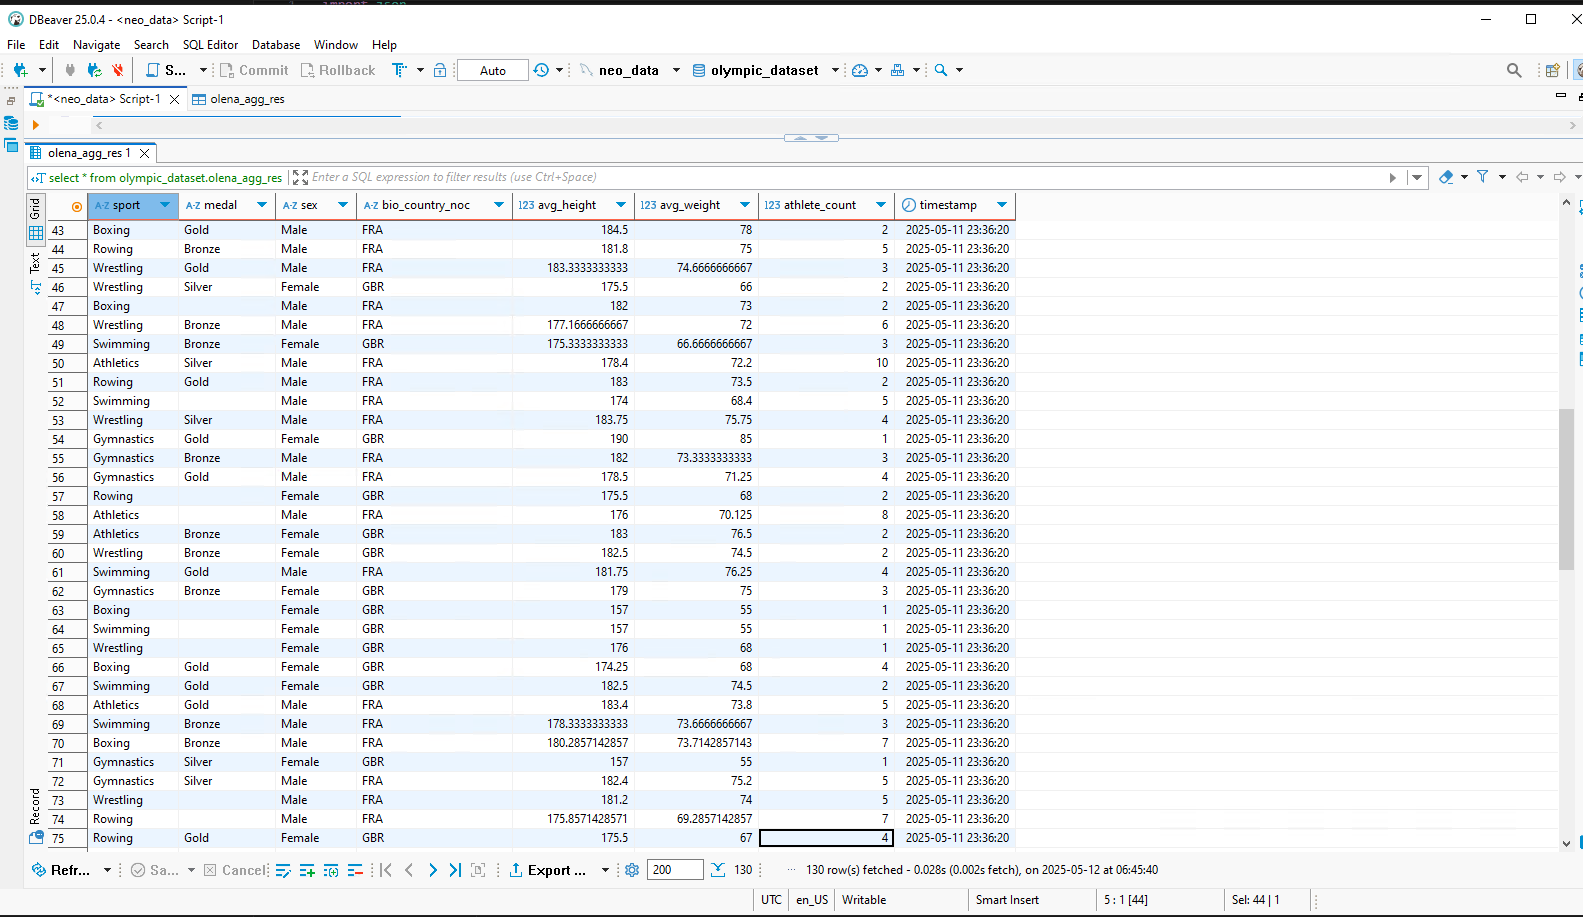 import json
DBeaver 25.0.4 - <neo_data> Script-1
File Edit Navigate Search SQL Editor Database Window Help
S... Commit Rollback Auto neo_data olympic_dataset
*<neo_data> Script-1 olena_agg_res
olena_agg_res 1
select * from olympic_dataset.olena_agg_res Enter a SQL expression to filter results (use Ctrl+Space)
Grid
Text
Record
A-Z sport A-Z medal A-Z sex A-Z bio_country_noc 123 avg_height 123 avg_weight 123 athlete_count timestamp
43 Boxing Gold Male FRA 184.5 78 2 2025-05-11 23:36:20
44 Rowing Bronze Male FRA 181.8 75 5 2025-05-11 23:36:20
45 Wrestling Gold Male FRA 183.3333333333 74.6666666667 3 2025-05-11 23:36:20
46 Wrestling Silver Female GBR 175.5 66 2 2025-05-11 23:36:20
47 Boxing Male FRA 182 73 2 2025-05-11 23:36:20
48 Wrestling Bronze Male FRA 177.1666666667 72 6 2025-05-11 23:36:20
49 Swimming Bronze Female GBR 175.3333333333 66.6666666667 3 2025-05-11 23:36:20
50 Athletics Silver Male FRA 178.4 72.2 10 2025-05-11 23:36:20
51 Rowing Gold Male FRA 183 73.5 2 2025-05-11 23:36:20
52 Swimming Male FRA 174 68.4 5 2025-05-11 23:36:20
53 Wrestling Silver Male FRA 183.75 75.75 4 2025-05-11 23:36:20
54 Gymnastics Gold Female GBR 190 85 1 2025-05-11 23:36:20
55 Gymnastics Bronze Male FRA 182 73.3333333333 3 2025-05-11 23:36:20
56 Gymnastics Gold Male FRA 178.5 71.25 4 2025-05-11 23:36:20
57 Rowing Female GBR 175.5 68 2 2025-05-11 23:36:20
58 Athletics Male FRA 176 70.125 8 2025-05-11 23:36:20
59 Athletics Bronze Female GBR 183 76.5 2 2025-05-11 23:36:20
60 Wrestling Bronze Female GBR 182.5 74.5 2 2025-05-11 23:36:20
61 Swimming Gold Male FRA 181.75 76.25 4 2025-05-11 23:36:20
62 Gymnastics Bronze Female GBR 179 75 3 2025-05-11 23:36:20
63 Boxing Female GBR 157 55 1 2025-05-11 23:36:20
64 Swimming Female GBR 157 55 1 2025-05-11 23:36:20
65 Wrestling Female GBR 176 68 1 2025-05-11 23:36:20
66 Boxing Gold Female GBR 174.25 68 4 2025-05-11 23:36:20
67 Swimming Gold Female GBR 182.5 74.5 2 2025-05-11 23:36:20
68 Athletics Gold Male FRA 183.4 73.8 5 2025-05-11 23:36:20
69 Swimming Bronze Male FRA 178.3333333333 73.6666666667 3 2025-05-11 23:36:20
70 Boxing Bronze Male FRA 180.2857142857 73.7142857143 7 2025-05-11 23:36:20
71 Gymnastics Silver Female GBR 157 55 1 2025-05-11 23:36:20
72 Gymnastics Silver Male FRA 182.4 75.2 5 2025-05-11 23:36:20
73 Wrestling Male FRA 181.2 74 5 2025-05-11 23:36:20
74 Rowing Male FRA 175.8571428571 69.2857142857 7 2025-05-11 23:36:20
75 Rowing Gold Female GBR 175.5 67 4 2025-05-11 23:36:20
Refr... Sa... Cancel Export ... 200 130 ... 130 row(s) fetched - 0.028s (0.002s fetch), on 2025-05-12 at 06:45:40
UTC en_US Writable Smart Insert 5 : 1 [44] Sel: 44 | 1